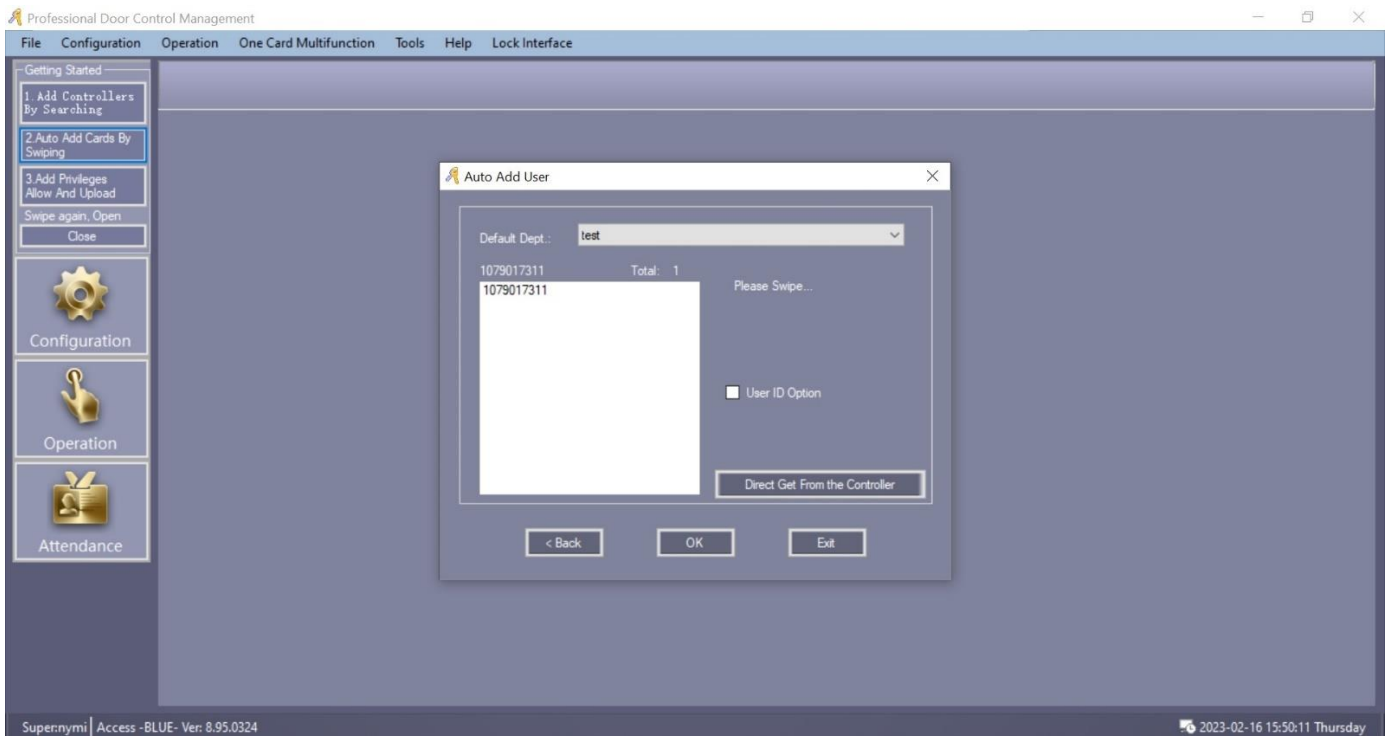 Professional Door Control Management
File Configuration Operation One Card Multifunction Tools Help Lock Interface
Getting Started
1.Add Controllers
By Searching
2.Auto Add Cards By
Swiping
3.Add Privileges
Allow And Upload
Swipe again, Open
Close
Configuration
Operation
Attendance
Auto Add User
Default Dept.: test
1079017311 Total: 1
1079017311
Please Swipe...
User ID Option
Direct Get From the Controller
< Back OK Exit
Super:nymi Access -BLUE- Ver: 8.95.0324 2023-02-16 15:50:11 Thursday